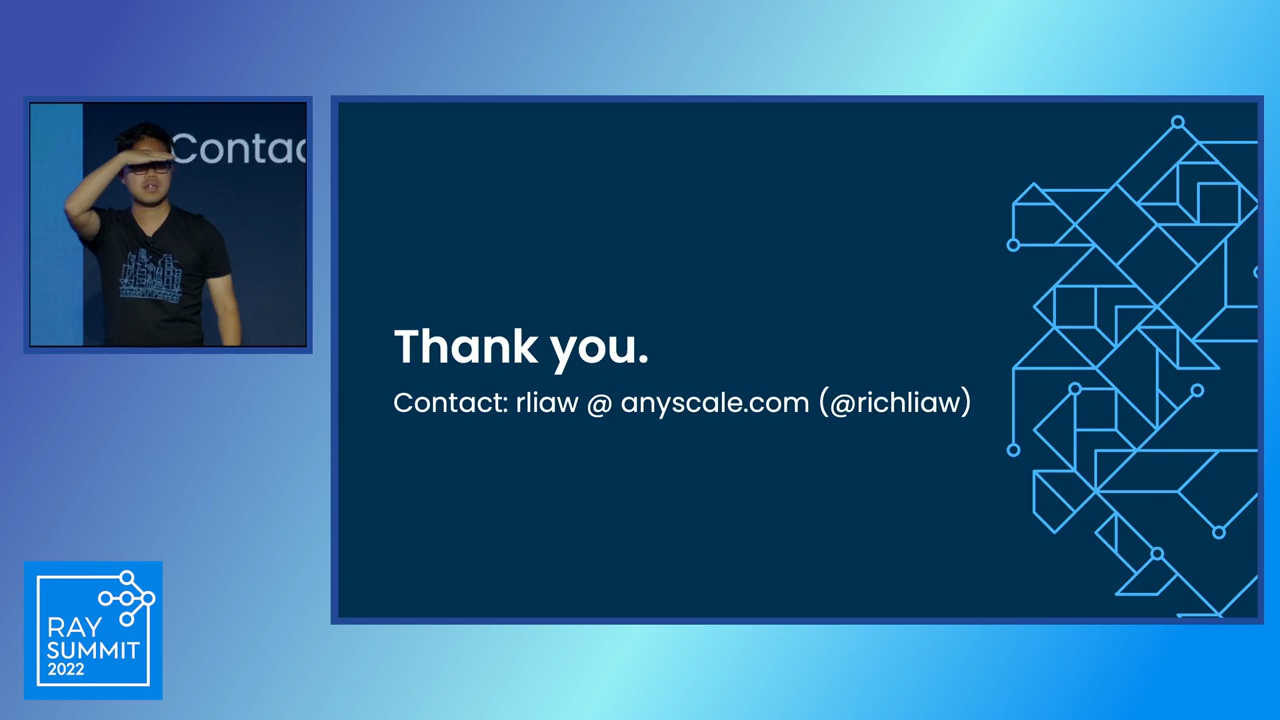 Contac
Thank you.
Contact: rliaw @ anyscale.com (@richliaw)
RAY
SUMMIT
2022